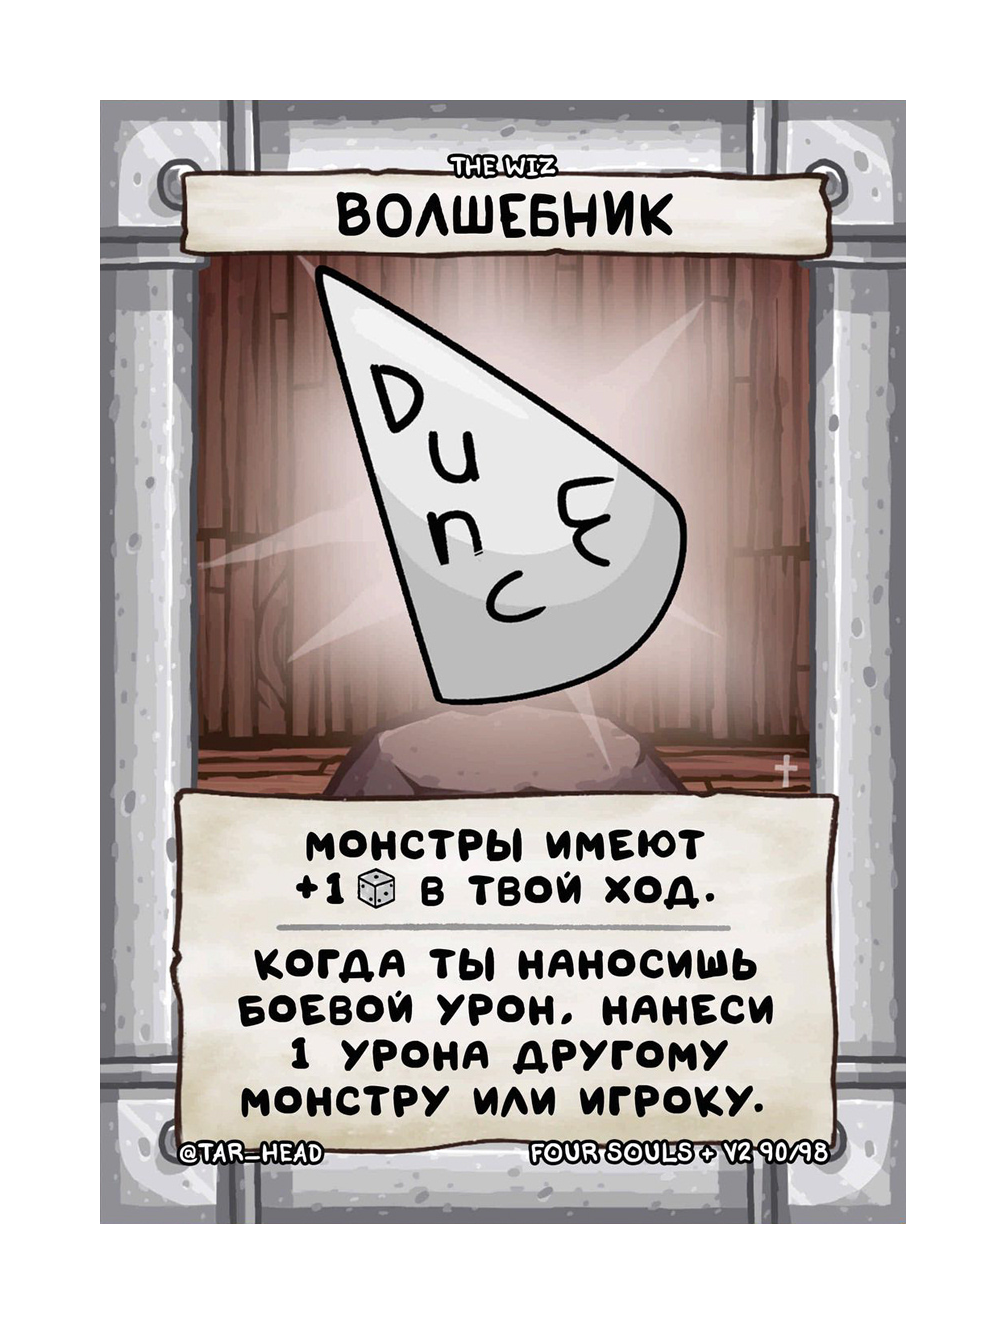 THE WIZ
ВОЛШЕБНИК
D
u
n
c
E
МОНСТРЫ ИМЕЮТ
+1 В ТВОЙ ХОД.
КОГДА ТЫ НАНОСИШЬ
БОЕВОЙ УРОН, НАНЕСИ
1 УРОНА ДРУГОМУ
МОНСТРУ ИЛИ ИГРОКУ.
@TAR_HEAD
FOUR SOULS + V2 90/98